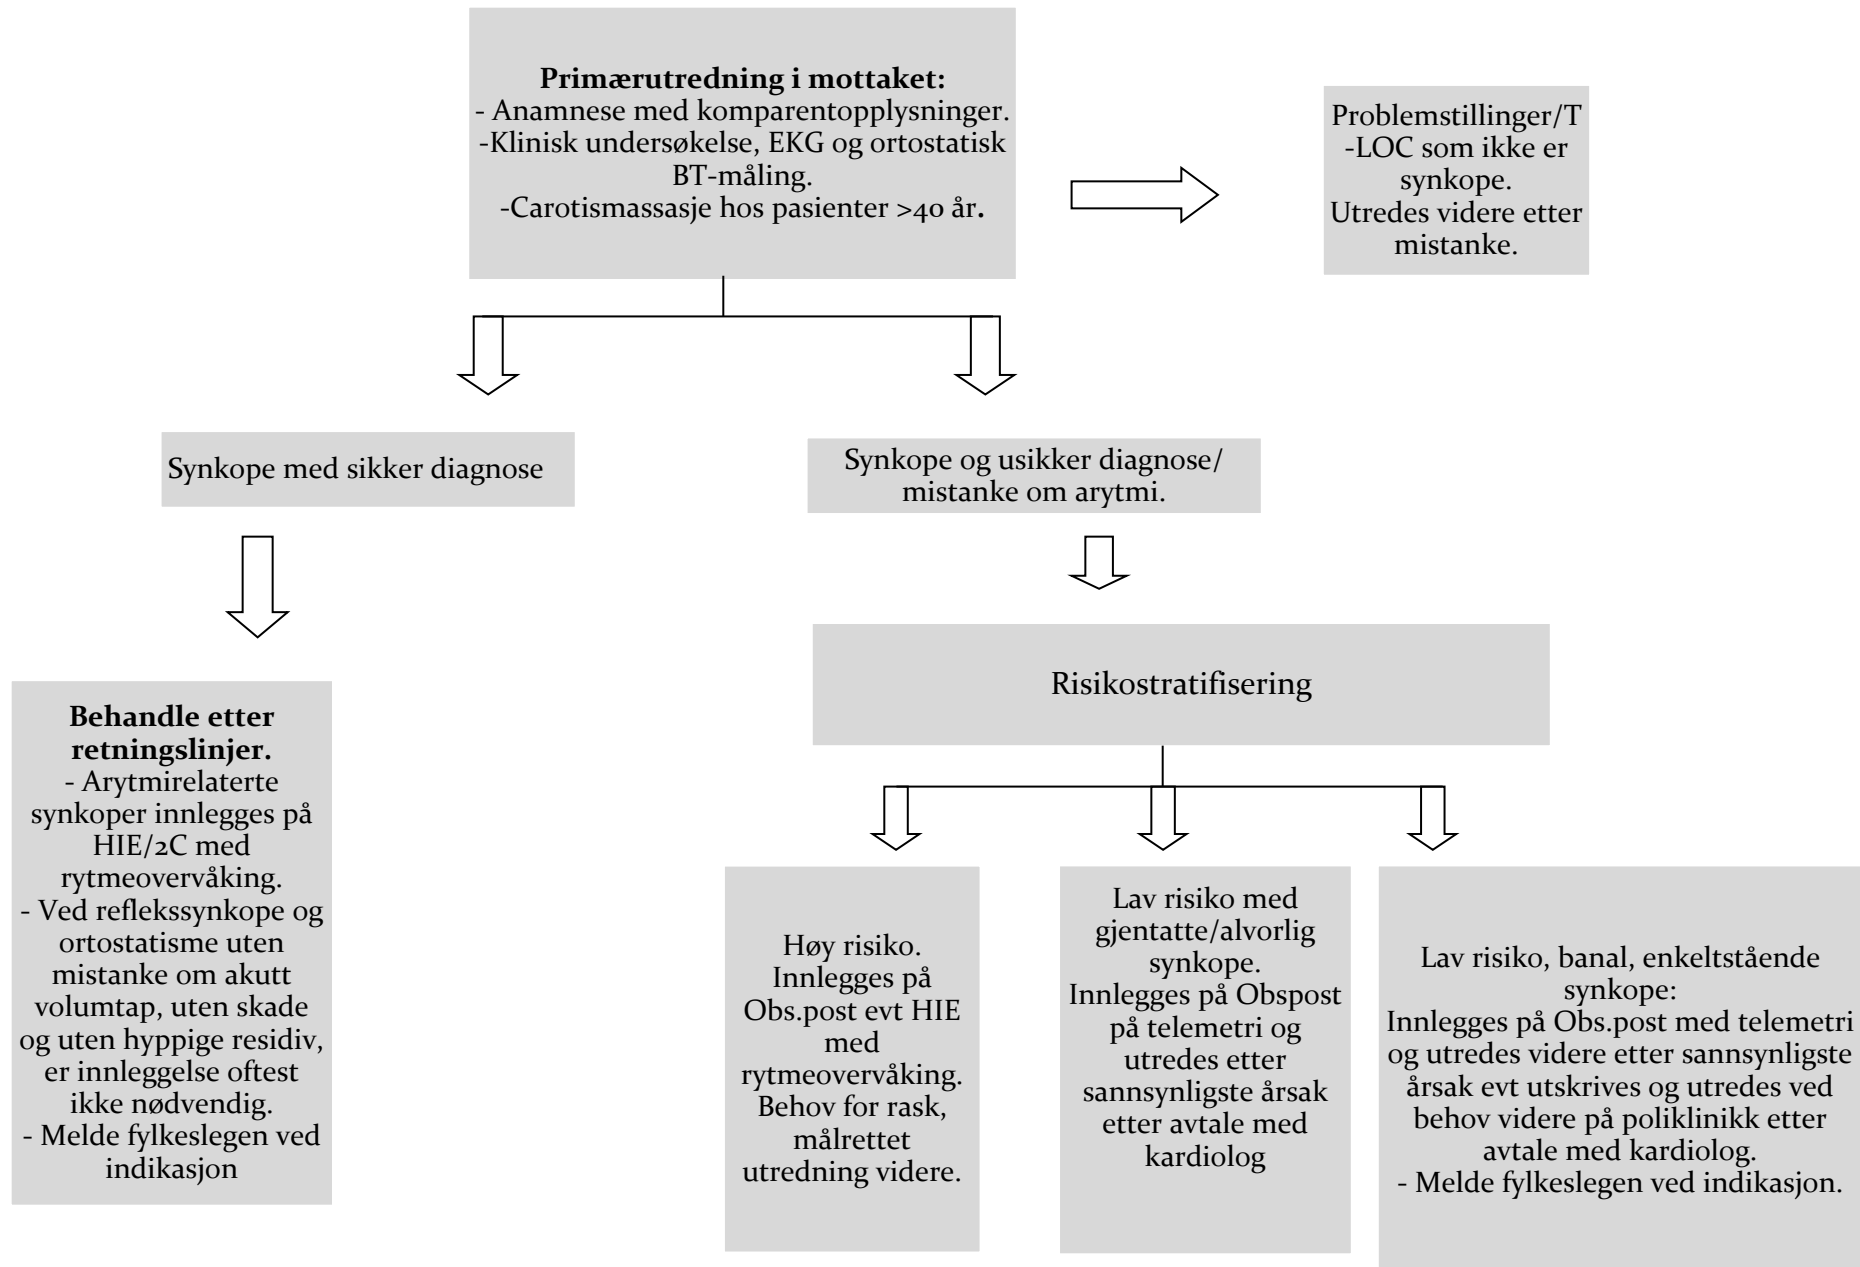 Primærutredning i mottaket:
- Anamnese med komparentopplysninger.
-Klinisk undersøkelse, EKG og ortostatisk
BT-måling.
-Carotismassasje hos pasienter >40 år.
Problemstillinger/T
-LOC som ikke er
synkope.
Utredes videre etter
mistanke.
Synkope med sikker diagnose
Synkope og usikker diagnose/
mistanke om arytmi.
Risikostratifisering
Behandle etter
retningslinjer.
- Arytmirelaterte
synkoper innlegges på
HIE/2C med
rytmeovervåking.
- Ved reflekssynkope og
ortostatisme uten
mistanke om akutt
volumtap, uten skade
og uten hyppige residiv,
er innleggelse oftest
ikke nødvendig.
- Melde fylkeslegen ved
indikasjon
Høy risiko.
Innlegges på
Obs.post evt HIE
med
rytmeovervåking.
Behov for rask,
målrettet
utredning videre.
Lav risiko med
gjentatte/alvorlig
synkope.
Innlegges på Obspost
på telemetri og
utredes etter
sannsynligste årsak
etter avtale med
kardiolog
Lav risiko, banal, enkeltstående
synkope:
Innlegges på Obs.post med telemetri
og utredes videre etter sannsynligste
årsak evt utskrives og utredes ved
behov videre på poliklinikk etter
avtale med kardiolog.
- Melde fylkeslegen ved indikasjon.